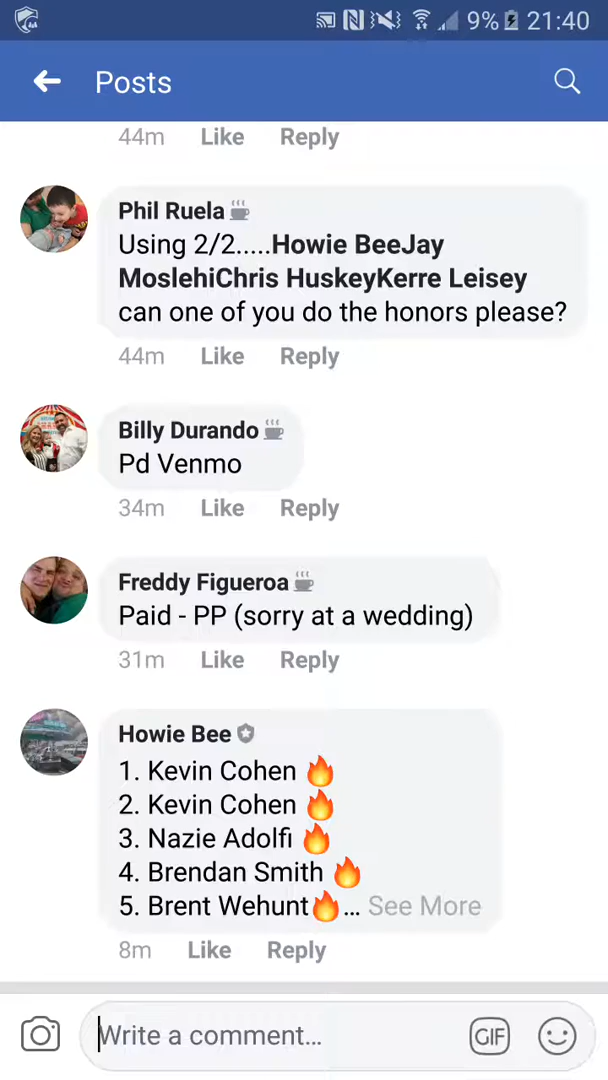 9% 21:40
Posts
44m Like Reply
Phil Ruela
Using 2/2.....Howie BeeJay
MoslehiChris HuskeyKerre Leisey
can one of you do the honors please?
44m Like Reply
Billy Durando
Pd Venmo
34m Like Reply
Freddy Figueroa
Paid - PP (sorry at a wedding)
31m Like Reply
Howie Bee
1. Kevin Cohen 🔥
2. Kevin Cohen 🔥
3. Nazie Adolfi 🔥
4. Brendan Smith 🔥
5. Brent Wehunt🔥... See More
8m Like Reply
Write a comment... GIF